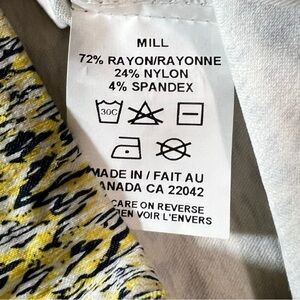 MILL
72% RAYON/RAYONNE
24% NYLON
4% SPANDEX
30C
MADE IN / FAIT AU
CANADA CA 22042
CARE ON REVERSE
VOIR L'ENVERS